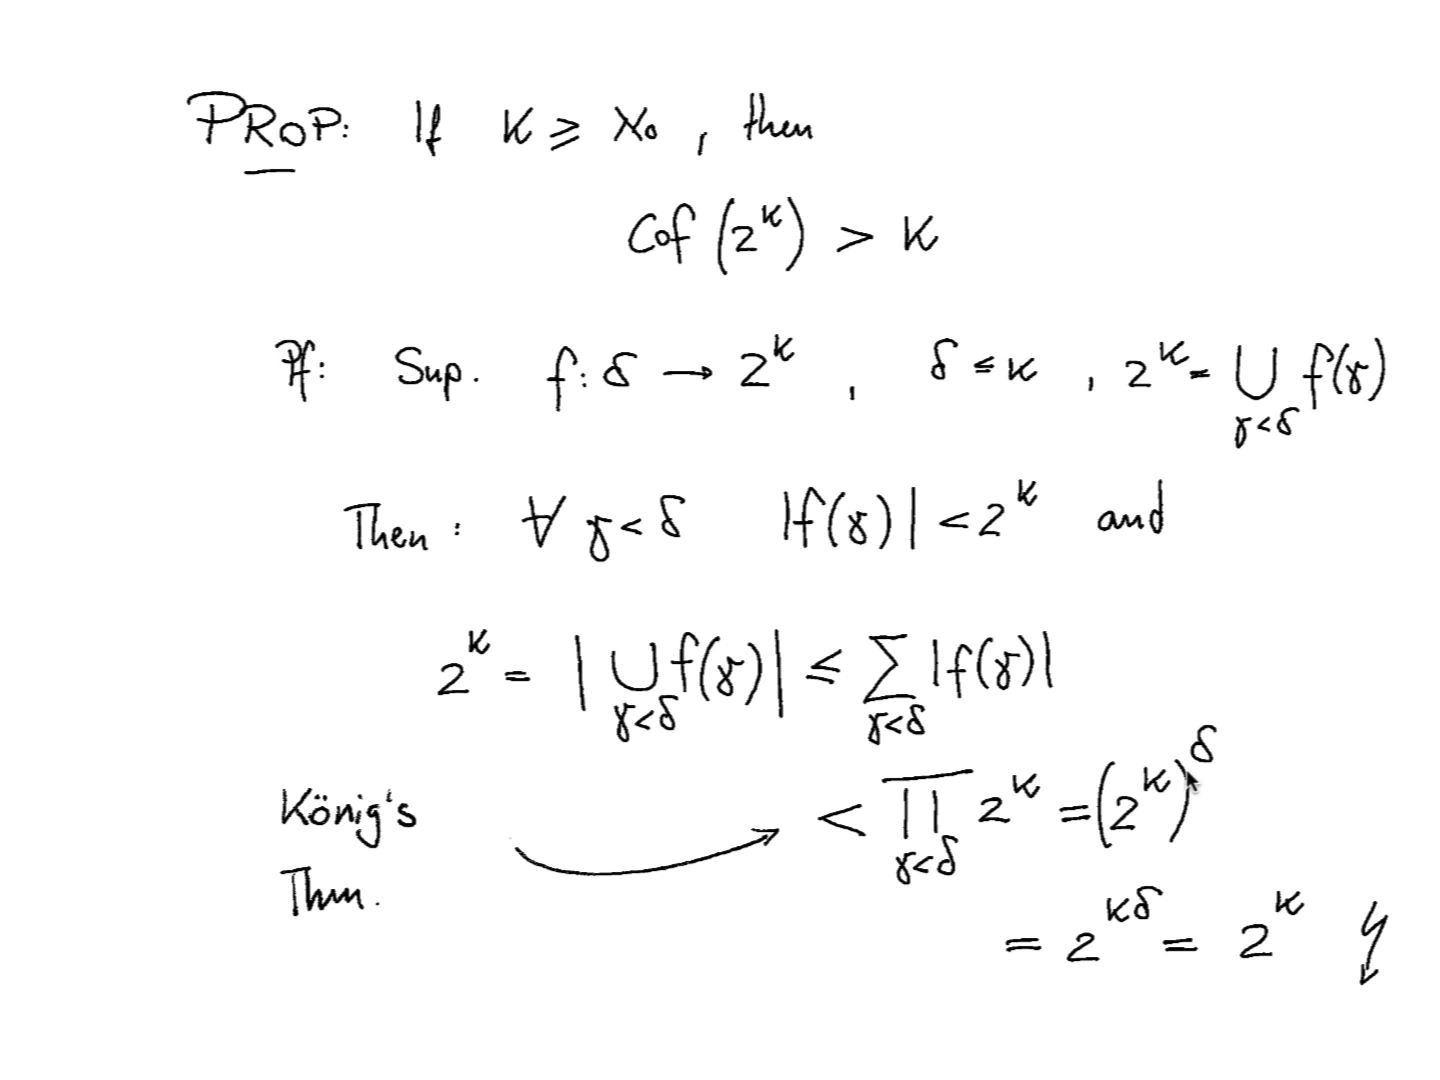 PROP: If κ ≥ ℵ₀, then
Cof (2^κ) > κ
Pf: Sup. f: δ → 2^κ, δ ≤ κ, 2^κ = ⋃_{γ<δ} f(γ)
Then: ∀ γ < δ |f(γ)| < 2^κ and
2^κ = |⋃_{γ<δ} f(γ)| ≤ ∑_{γ<δ} |f(γ)|
König's
Thm.
< ∏_{γ<δ} 2^κ = (2^κ)^δ
= 2^{κδ} = 2^κ ↯